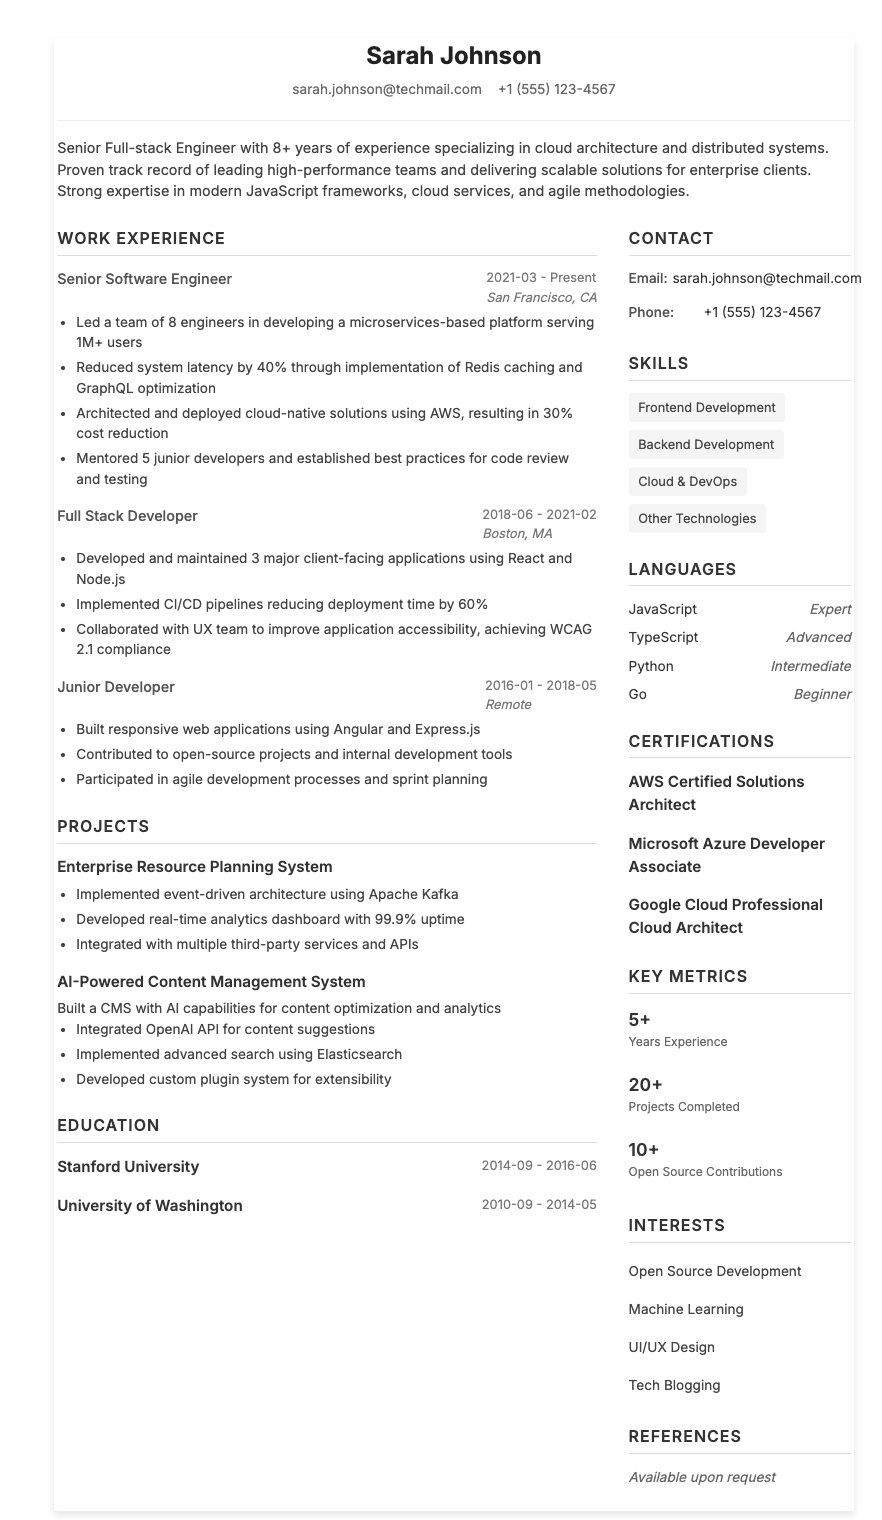 Sarah Johnson
sarah.johnson@techmail.com +1 (555) 123-4567
Senior Full-stack Engineer with 8+ years of experience specializing in cloud architecture and distributed systems.
Proven track record of leading high-performance teams and delivering scalable solutions for enterprise clients.
Strong expertise in modern JavaScript frameworks, cloud services, and agile methodologies.
WORK EXPERIENCE
Senior Software Engineer 2021-03 - Present
San Francisco, CA
• Led a team of 8 engineers in developing a microservices-based platform serving
1M+ users
• Reduced system latency by 40% through implementation of Redis caching and
GraphQL optimization
• Architected and deployed cloud-native solutions using AWS, resulting in 30%
cost reduction
• Mentored 5 junior developers and established best practices for code review
and testing
Full Stack Developer 2018-06 - 2021-02
Boston, MA
• Developed and maintained 3 major client-facing applications using React and
Node.js
• Implemented CI/CD pipelines reducing deployment time by 60%
• Collaborated with UX team to improve application accessibility, achieving WCAG
2.1 compliance
Junior Developer 2016-01 - 2018-05
Remote
• Built responsive web applications using Angular and Express.js
• Contributed to open-source projects and internal development tools
• Participated in agile development processes and sprint planning
PROJECTS
Enterprise Resource Planning System
• Implemented event-driven architecture using Apache Kafka
• Developed real-time analytics dashboard with 99.9% uptime
• Integrated with multiple third-party services and APIs
AI-Powered Content Management System
Built a CMS with AI capabilities for content optimization and analytics
• Integrated OpenAI API for content suggestions
• Implemented advanced search using Elasticsearch
• Developed custom plugin system for extensibility
EDUCATION
Stanford University 2014-09 - 2016-06
University of Washington 2010-09 - 2014-05
CONTACT
Email: sarah.johnson@techmail.com
Phone: +1 (555) 123-4567
SKILLS
Frontend Development
Backend Development
Cloud & DevOps
Other Technologies
LANGUAGES
JavaScript Expert
TypeScript Advanced
Python Intermediate
Go Beginner
CERTIFICATIONS
AWS Certified Solutions
Architect
Microsoft Azure Developer
Associate
Google Cloud Professional
Cloud Architect
KEY METRICS
5+
Years Experience
20+
Projects Completed
10+
Open Source Contributions
INTERESTS
Open Source Development
Machine Learning
UI/UX Design
Tech Blogging
REFERENCES
Available upon request